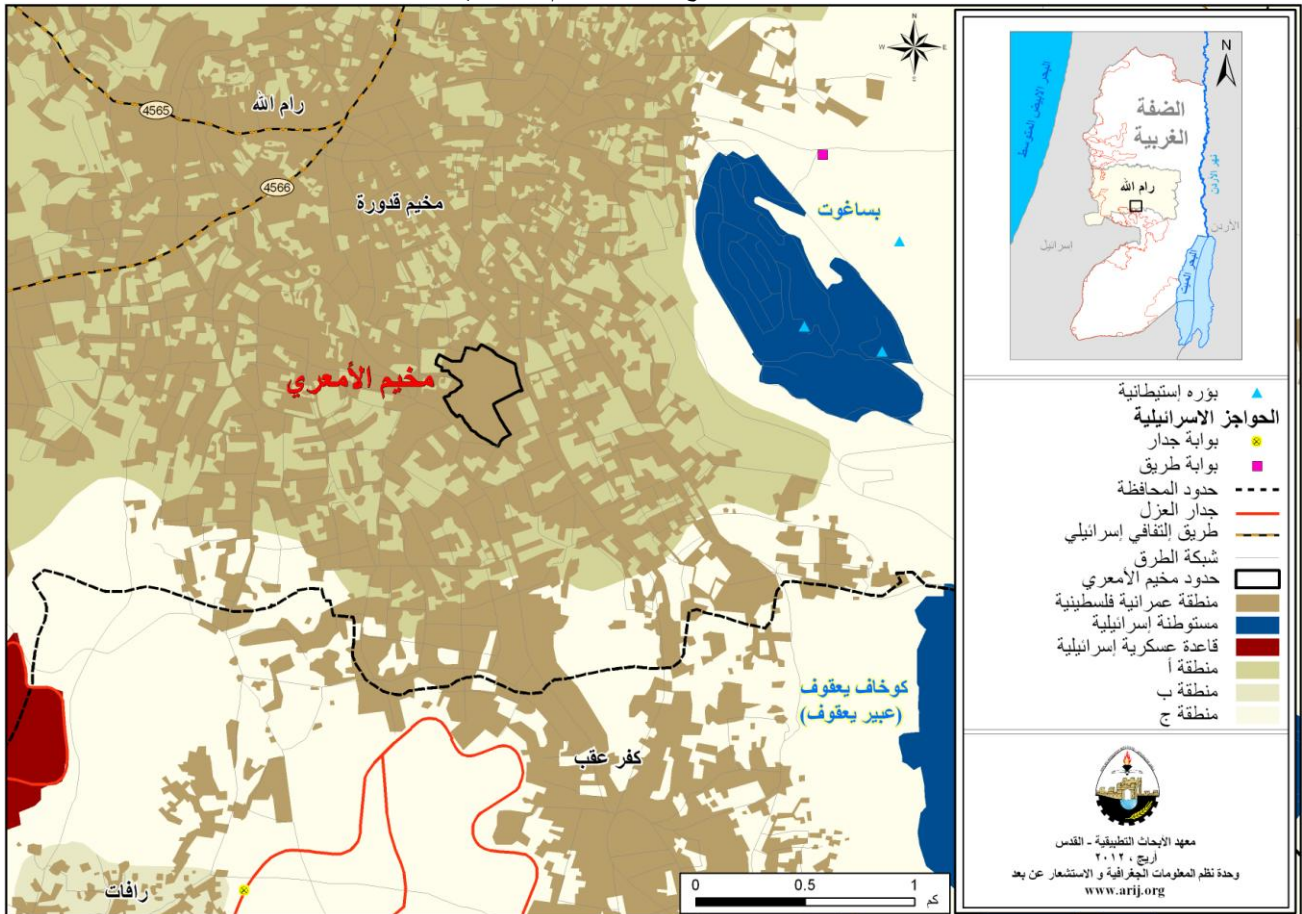 N
W
E
S
4565
رام الله
4566
مخيم قدورة
بساغوت
مخيم الأمعري
كوخاف يعقوف
(عبير يعقوف)
كفر عقب
رافات
0
0.5
1
كم
N
البحر الابيض المتوسط
الضفة
الغربية
نهر الأردن
رام الله
الأردن
إسرائيل
البحر الميت
بؤره إستيطانية
الحواجز الاسرائيلية
بوابة جدار
بوابة طريق
حدود المحافظة
جدار العزل
طريق إلتفافي إسرائيلي
شبكة الطرق
حدود مخيم الأمعري
منطقة عمرانية فلسطينية
مستوطنة إسرائيلية
قاعدة عسكرية إسرائيلية
منطقة أ
منطقة ب
منطقة ج
معهد الأبحاث التطبيقية - القدس
أريج ، ٢٠١٢
وحدة نظم المعلومات الجغرافية و الاستشعار عن بعد
www.arij.org